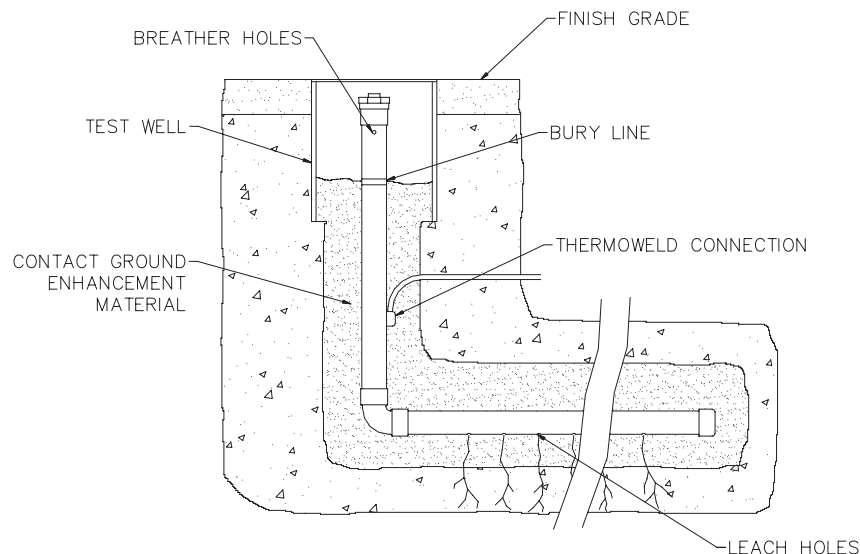 FINISH GRADE
BREATHER HOLES
TEST WELL
BURY LINE
THERMOWELD CONNECTION
CONTACT GROUND
ENHANCEMENT
MATERIAL
LEACH HOLES